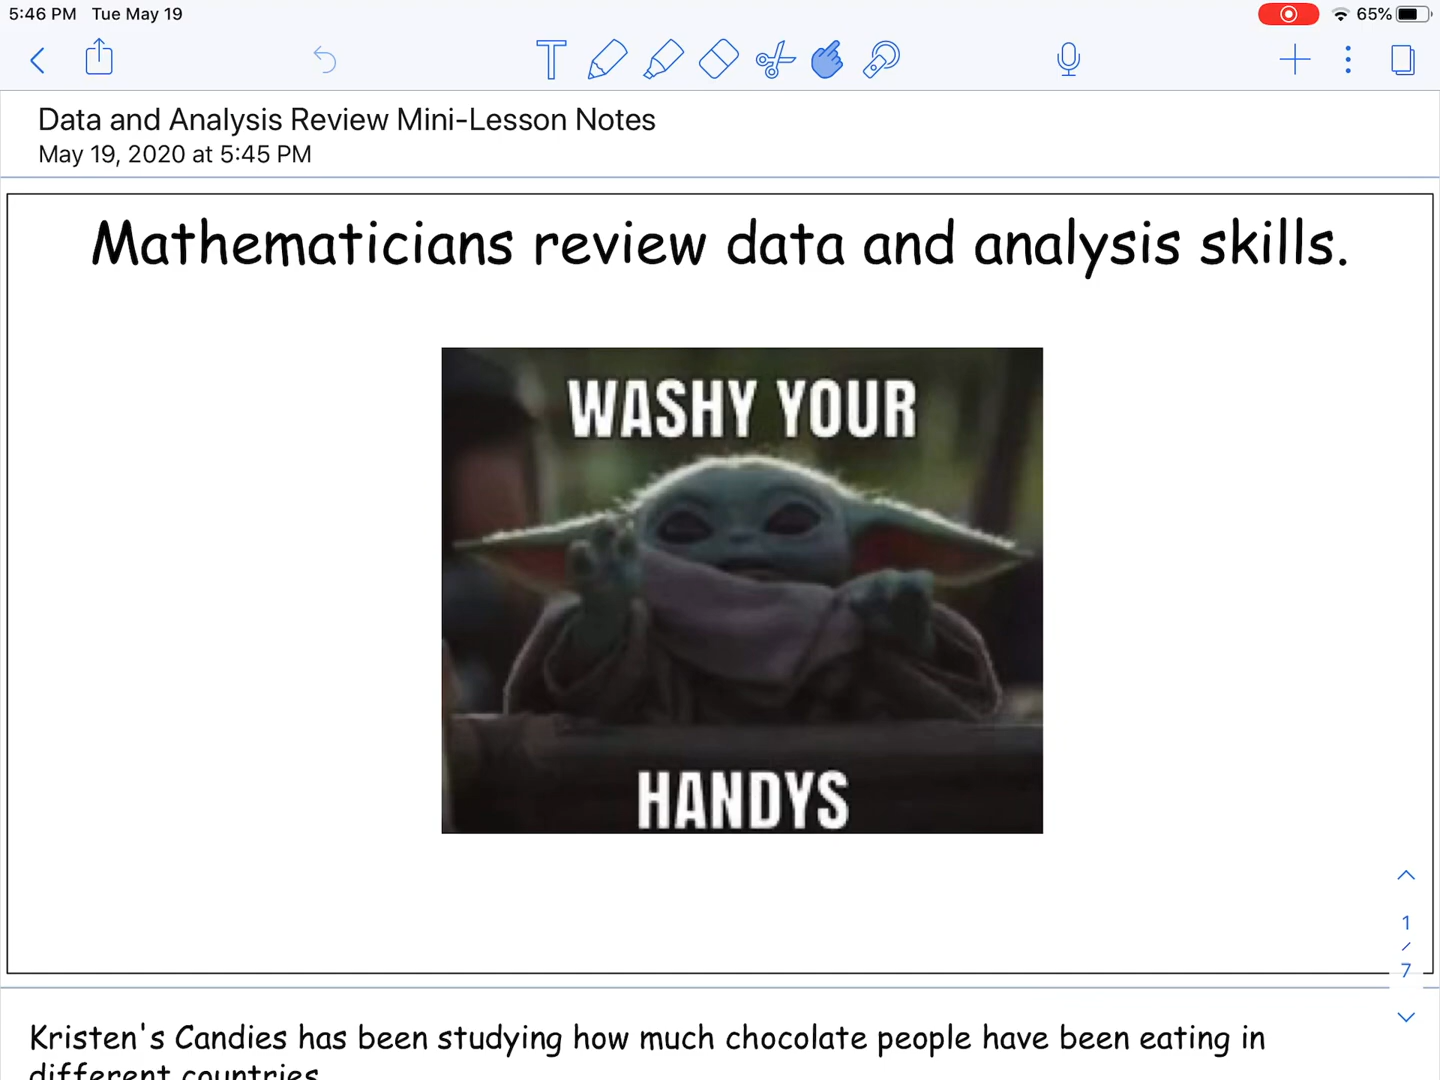 5:46 PM Tue May 19
65%
Data and Analysis Review Mini-Lesson Notes
May 19, 2020 at 5:45 PM
Mathematicians review data and analysis skills.
WASHY YOUR
HANDYS
1
/
7
Kristen's Candies has been studying how much chocolate people have been eating in
different countries